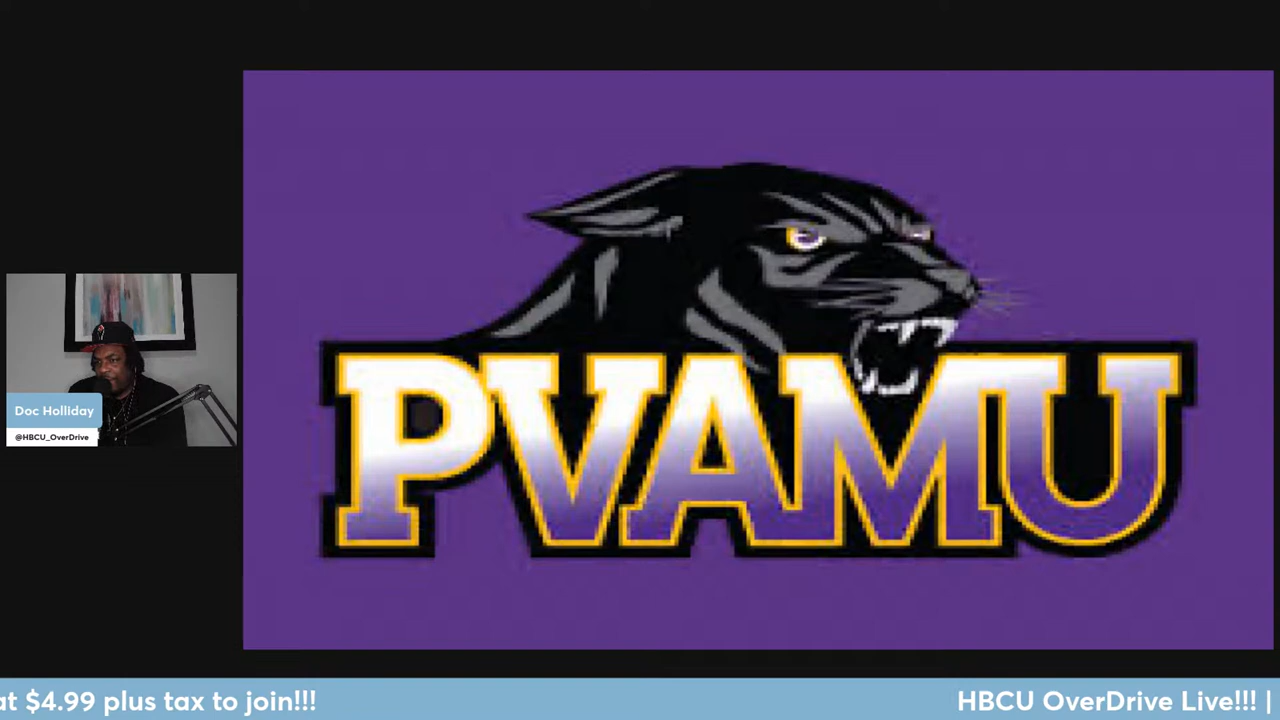 PVAMU
Doc Holliday
@HBCU_OverDrive
at $4.99 plus tax to join!!!
HBCU OverDrive Live!!! |